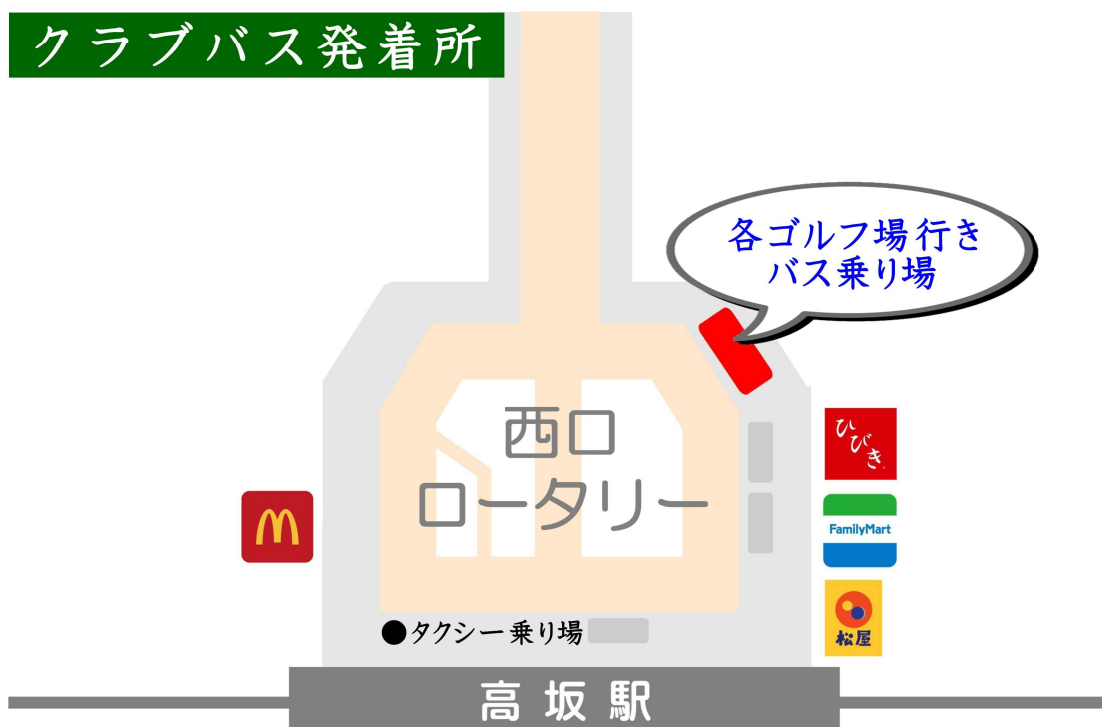 クラブバス発着所
各ゴルフ場行き
バス乗り場
西口
ロータリー
ひびき
FamilyMart
松屋
●タクシー乗り場
高坂駅